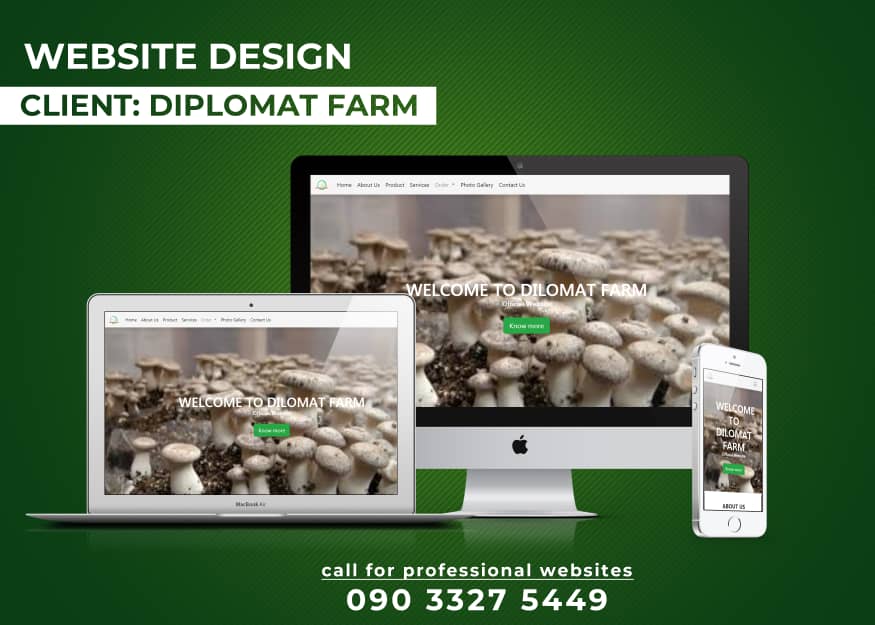 WEBSITE DESIGN
CLIENT: DIPLOMAT FARM
Home About Us Product Services Order Photo Gallery Contact Us
WELCOME TO DILOMAT FARM
Official Website
Know more
Home About Us Product Services Order Photo Gallery Contact Us
WELCOME TO DILOMAT FARM
Official Website
Know more
MacBook Air
WELCOME
TO
DILOMAT
FARM
Official Website
Know more
ABOUT US
call for professional websites
090 3327 5449